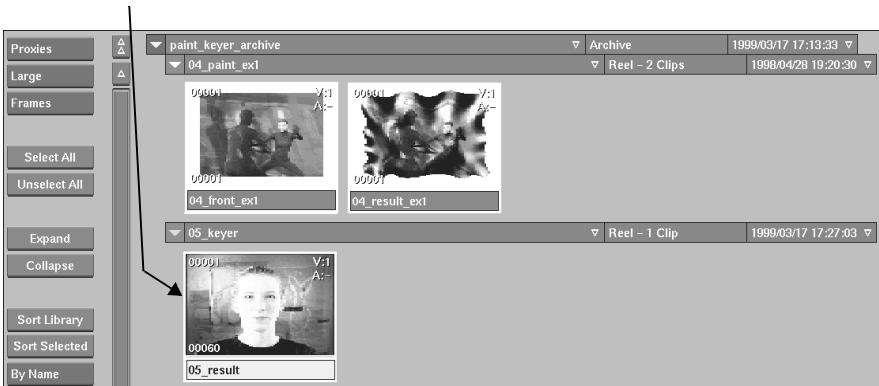 Proxies
Large
Frames
Select All
Unselect All
Expand
Collapse
Sort Library
Sort Selected
By Name
paint_keyer_archive Archive 1999/03/17 17:13:33
04_paint_ex1 Reel – 2 Clips 1998/04/28 19:20:30
00001 V:1
A:–
00001
04_front_ex1
00001 V:1
A:–
00001
04_result_ex1
05_keyer Reel – 1 Clip 1999/03/17 17:27:03
00001 V:1
A:–
00060
05_result